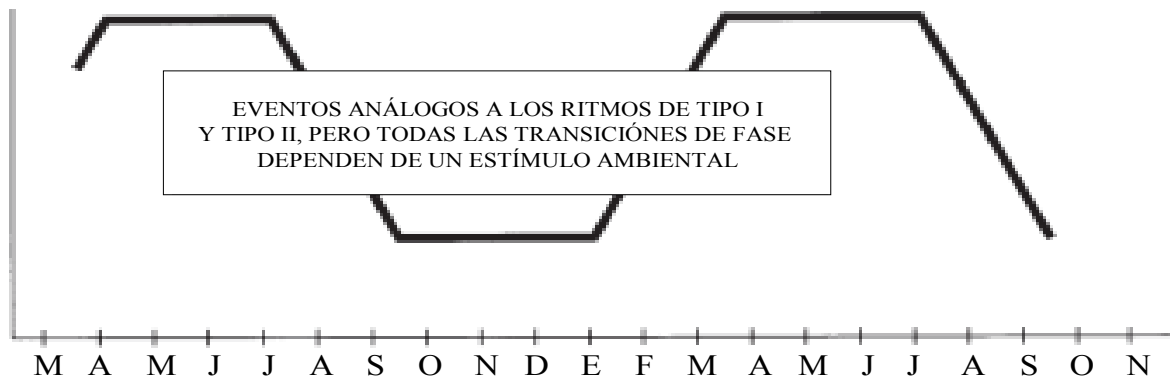 EVENTOS ANÁLOGOS A LOS RITMOS DE TIPO I
Y TIPO II, PERO TODAS LAS TRANSICIÓNES DE FASE
DEPENDEN DE UN ESTÍMULO AMBIENTAL
M A M J J A S O N D E F M A M J J A S O N